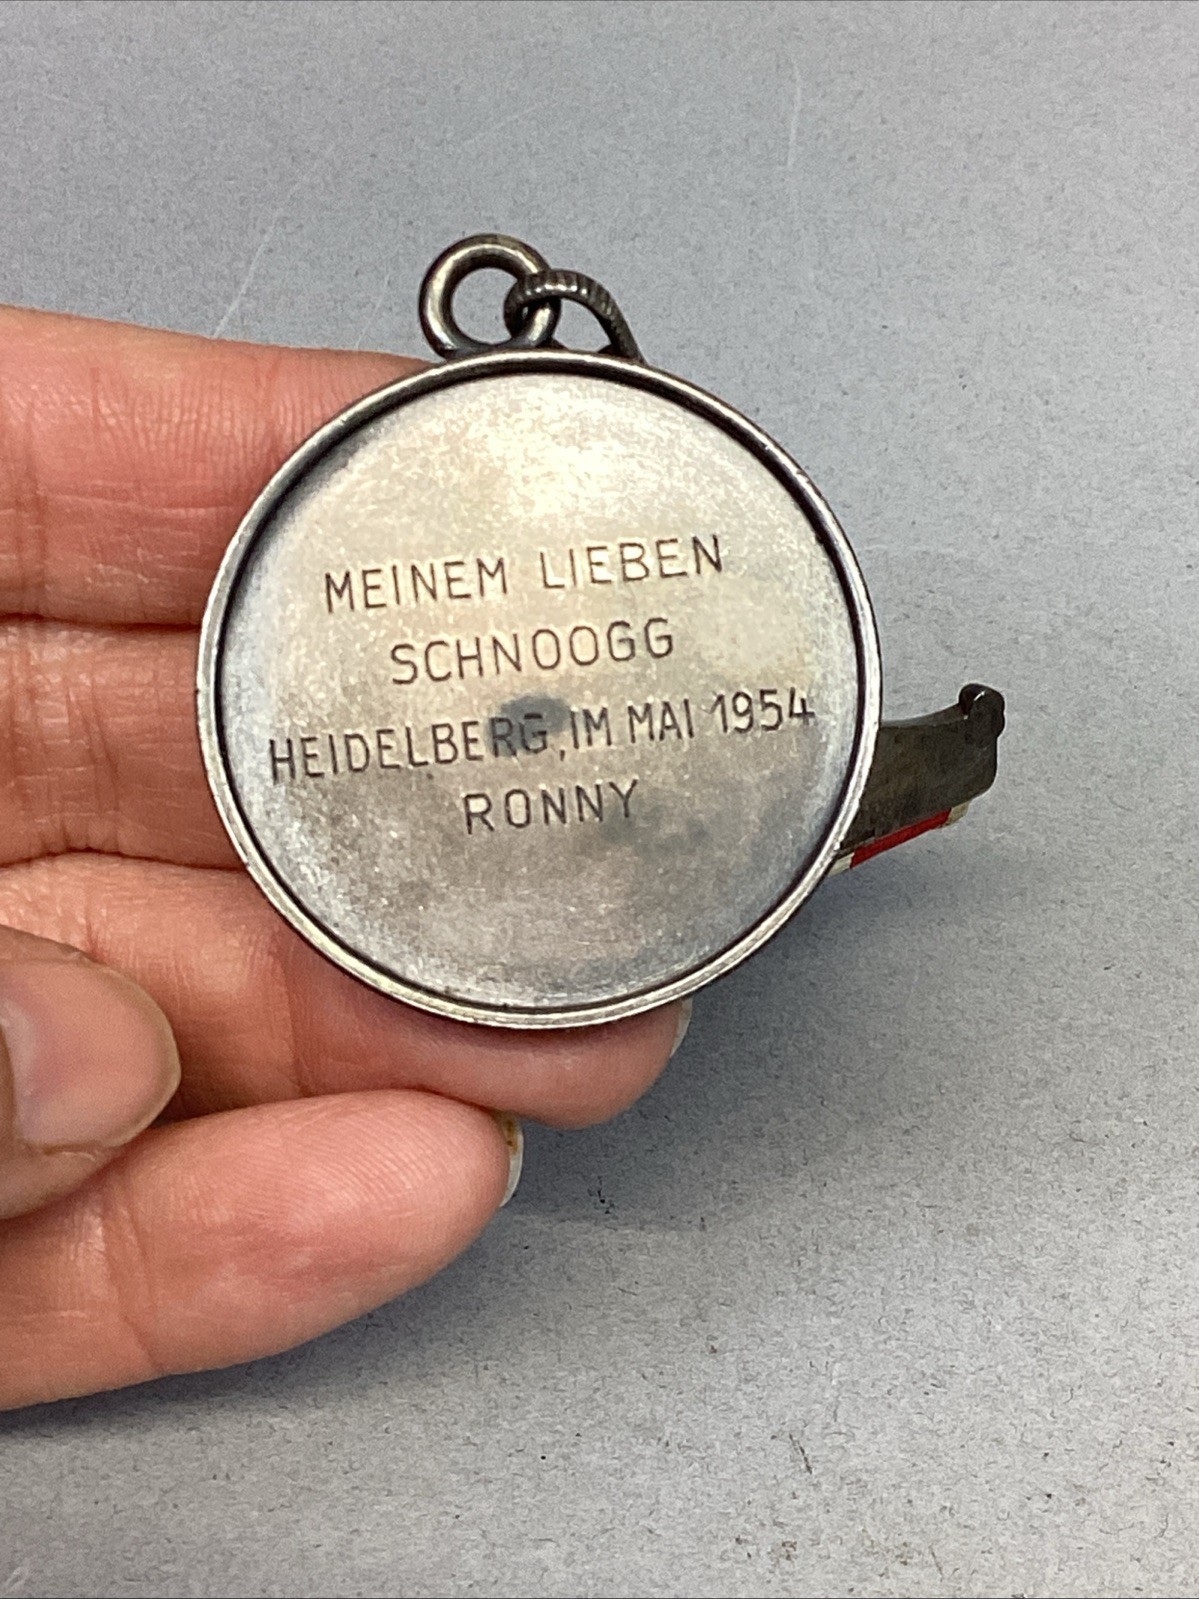 MEINEM LIEBEN
SCHNOOGG
HEIDELBERG, IM MAI 1954
RONNY